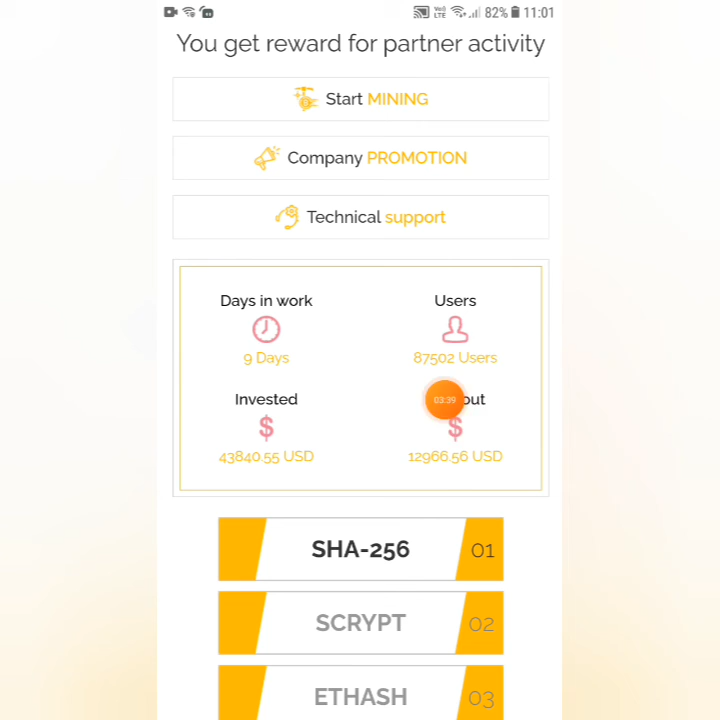 82% 11:01
You get reward for partner activity
Start MINING
Company PROMOTION
Technical support
Days in work Users
9 Days 87502 Users
Invested out
03:39
$ $
43840.55 USD 12966.56 USD
SHA-256 01
SCRYPT 02
ETHASH 03